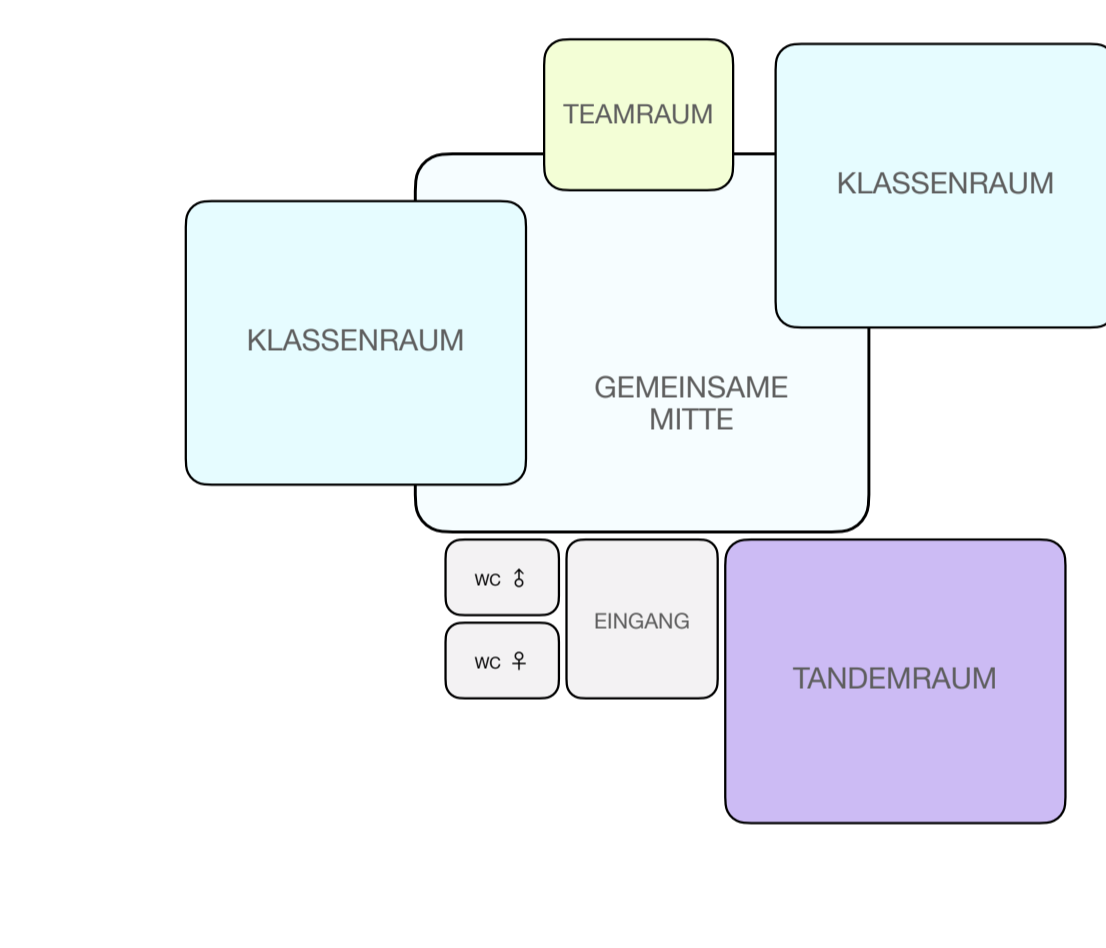 TEAMRAUM
KLASSENRAUM
KLASSENRAUM
GEMEINSAME
MITTE
WC ⚨
EINGANG
WC ♀
TANDEMRAUM